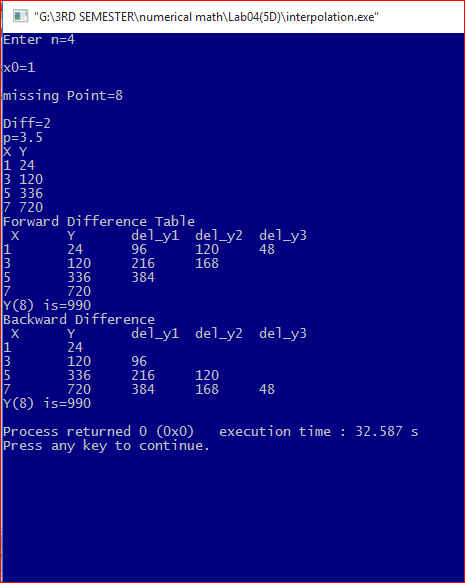 "G:\3RD SEMESTER\numerical math\Lab04(5D)\interpolation.exe"
Enter n=4
x0=1
missing Point=8
Diff=2
p=3.5
X Y
1 24
3 120
5 336
7 720
Forward Difference Table
X Y del_y1 del_y2 del_y3
1 24 96 120 48
3 120 216 168
5 336 384
7 720
Y(8) is=990
Backward Difference
X Y del_y1 del_y2 del_y3
1 24
3 120 96
5 336 216 120
7 720 384 168 48
Y(8) is=990
Process returned 0 (0x0) execution time : 32.587 s
Press any key to continue.